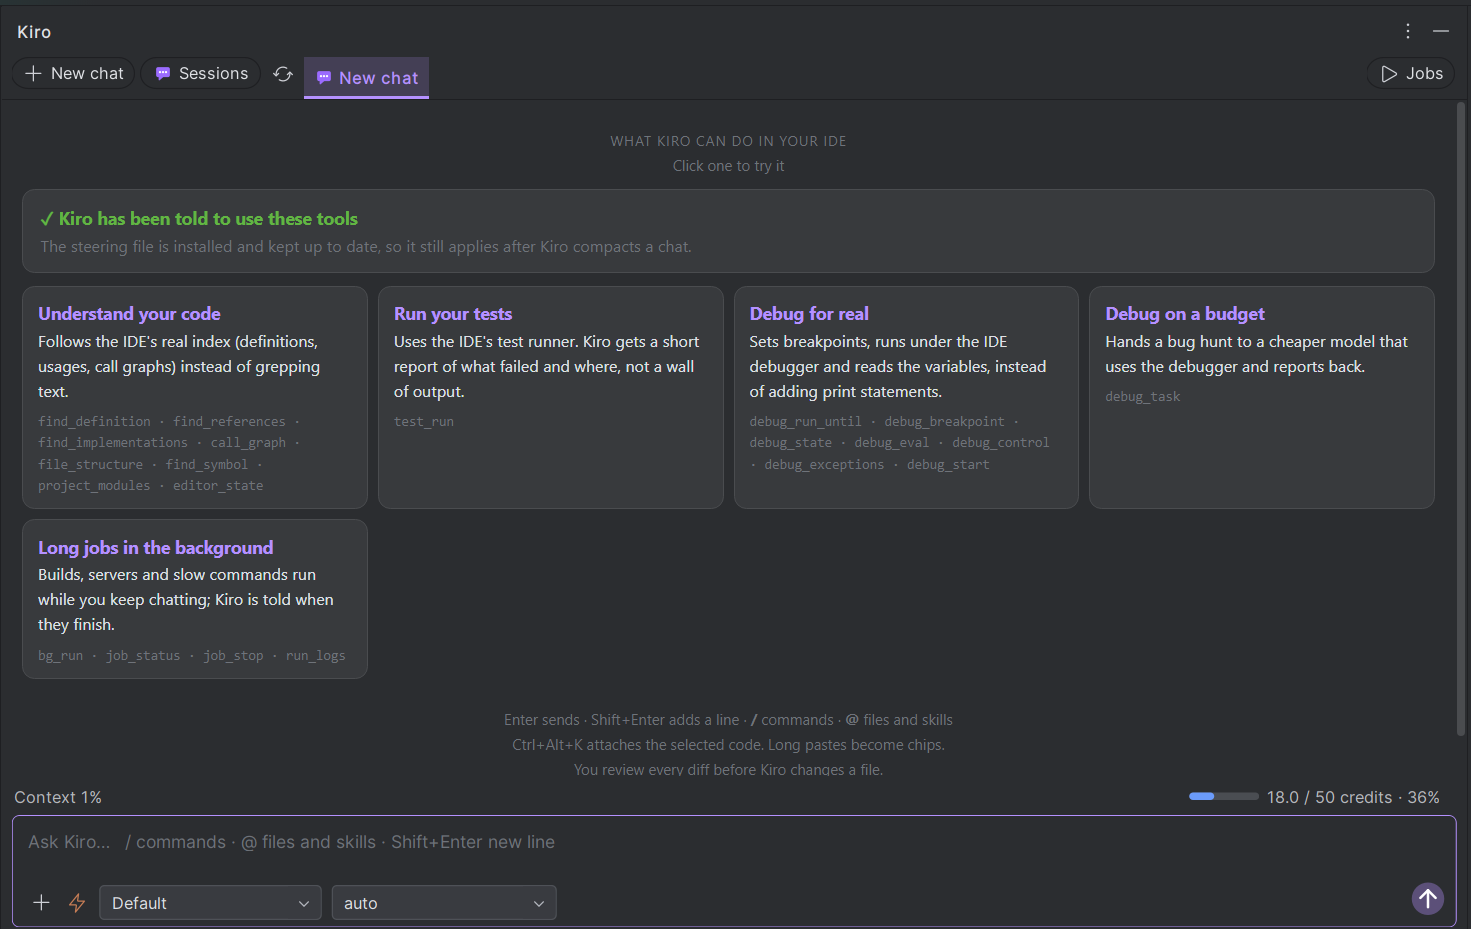 Kiro
New chat
Sessions
New chat
Jobs
WHAT KIRO CAN DO IN YOUR IDE
Click one to try it
✓ Kiro has been told to use these tools
The steering file is installed and kept up to date, so it still applies after Kiro compacts a chat.
Understand your code
Follows the IDE's real index (definitions,
usages, call graphs) instead of grepping
text.
find_definition · find_references ·
find_implementations · call_graph ·
file_structure · find_symbol ·
project_modules · editor_state
Run your tests
Uses the IDE's test runner. Kiro gets a short
report of what failed and where, not a wall
of output.
test_run
Debug for real
Sets breakpoints, runs under the IDE
debugger and reads the variables, instead
of adding print statements.
debug_run_until · debug_breakpoint ·
debug_state · debug_eval · debug_control
· debug_exceptions · debug_start
Debug on a budget
Hands a bug hunt to a cheaper model that
uses the debugger and reports back.
debug_task
Long jobs in the background
Builds, servers and slow commands run
while you keep chatting; Kiro is told when
they finish.
bg_run · job_status · job_stop · run_logs
Enter sends · Shift+Enter adds a line · / commands · @ files and skills
Ctrl+Alt+K attaches the selected code. Long pastes become chips.
You review every diff before Kiro changes a file.
Context 1%
18.0 / 50 credits · 36%
Ask Kiro... / commands · @ files and skills · Shift+Enter new line
Default
auto